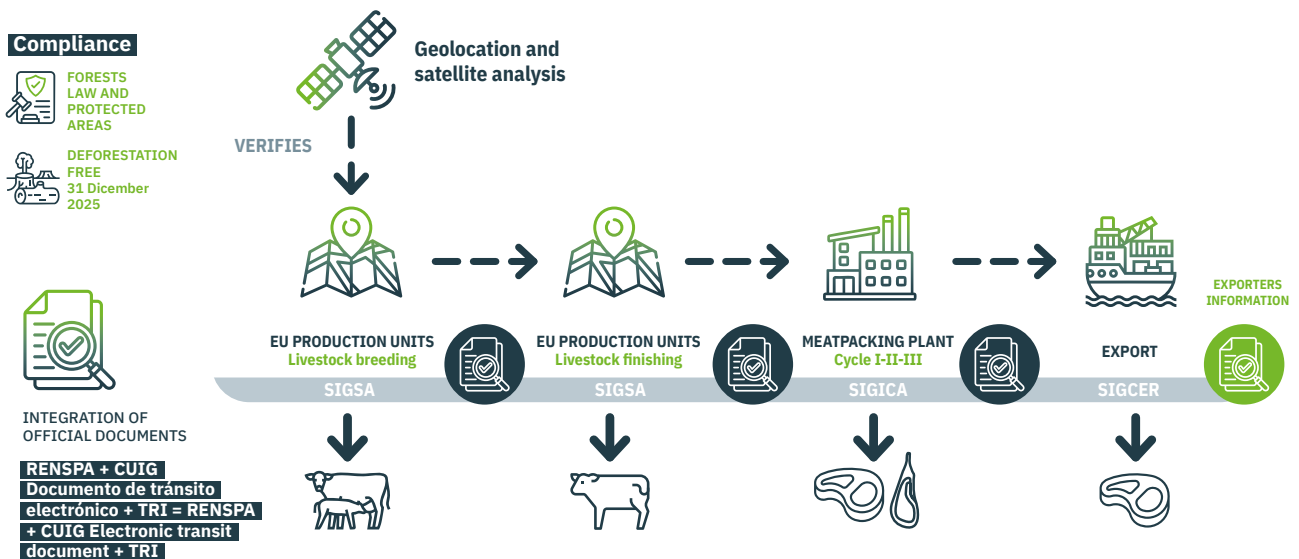 Compliance
FORESTS
LAW AND
PROTECTED
AREAS
DEFORESTATION
FREE
31 Dicember
2025
Geolocation and
satellite analysis
VERIFIES
EXPORTERS
INFORMATION
EU PRODUCTION UNITS
Livestock breeding
SIGSA
EU PRODUCTION UNITS
Livestock finishing
SIGSA
MEATPACKING PLANT
Cycle I-II-III
SIGICA
EXPORT
SIGCER
INTEGRATION OF
OFFICIAL DOCUMENTS
RENSPA + CUIG
Documento de tránsito
electrónico + TRI = RENSPA
+ CUIG Electronic transit
document + TRI